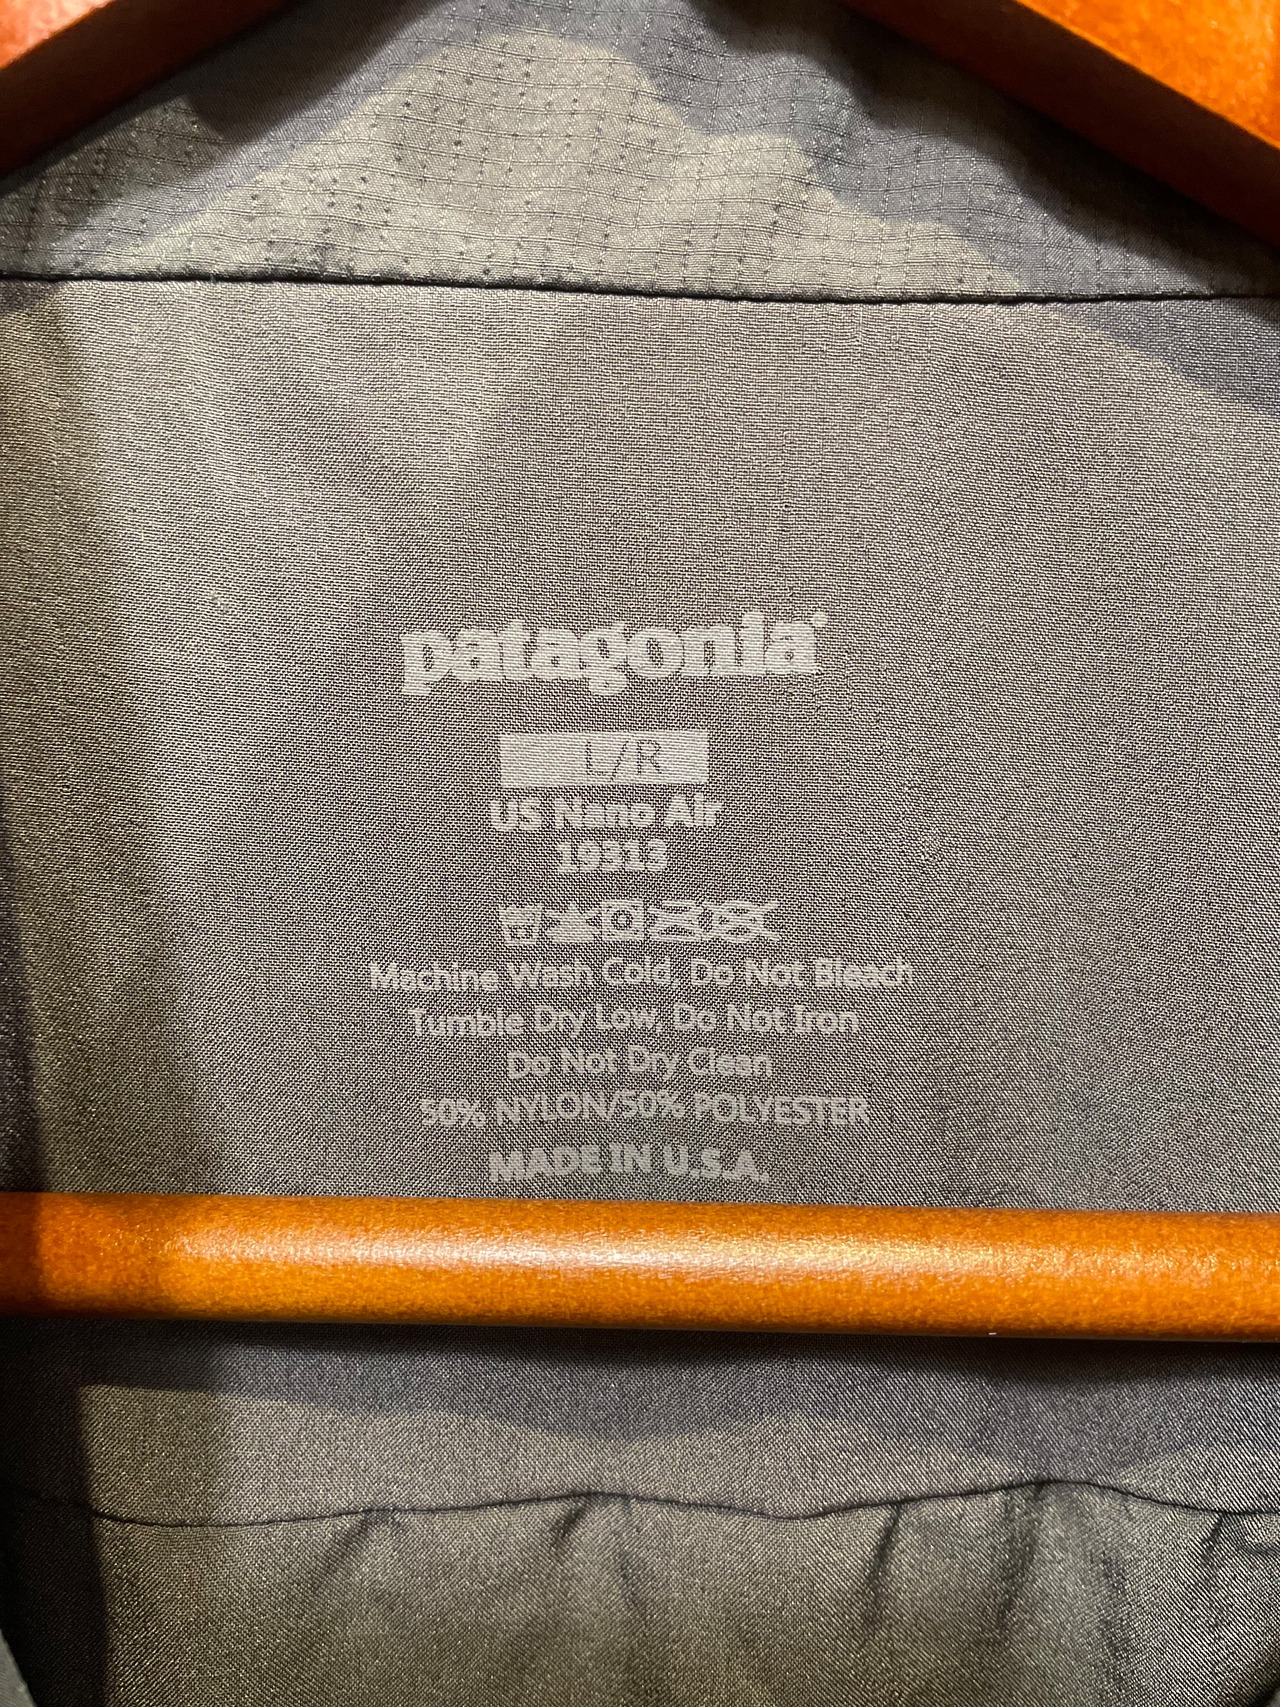 patagonia®
L/R
US Nano Air
19313
Machine Wash Cold, Do Not Bleach
Tumble Dry Low, Do Not Iron
Do Not Dry Clean
50% NYLON/50% POLYESTER
MADE IN U.S.A.